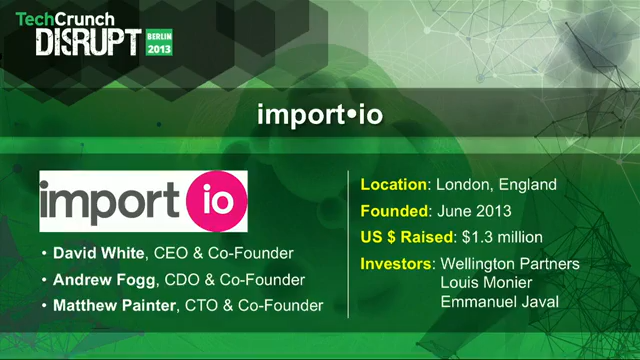 TechCrunch
DISRUPT
BERLIN
2013
import•io
import io
• David White, CEO & Co-Founder
• Andrew Fogg, CDO & Co-Founder
• Matthew Painter, CTO & Co-Founder
Location: London, England
Founded: June 2013
US $ Raised: $1.3 million
Investors: Wellington Partners
Louis Monier
Emmanuel Javal